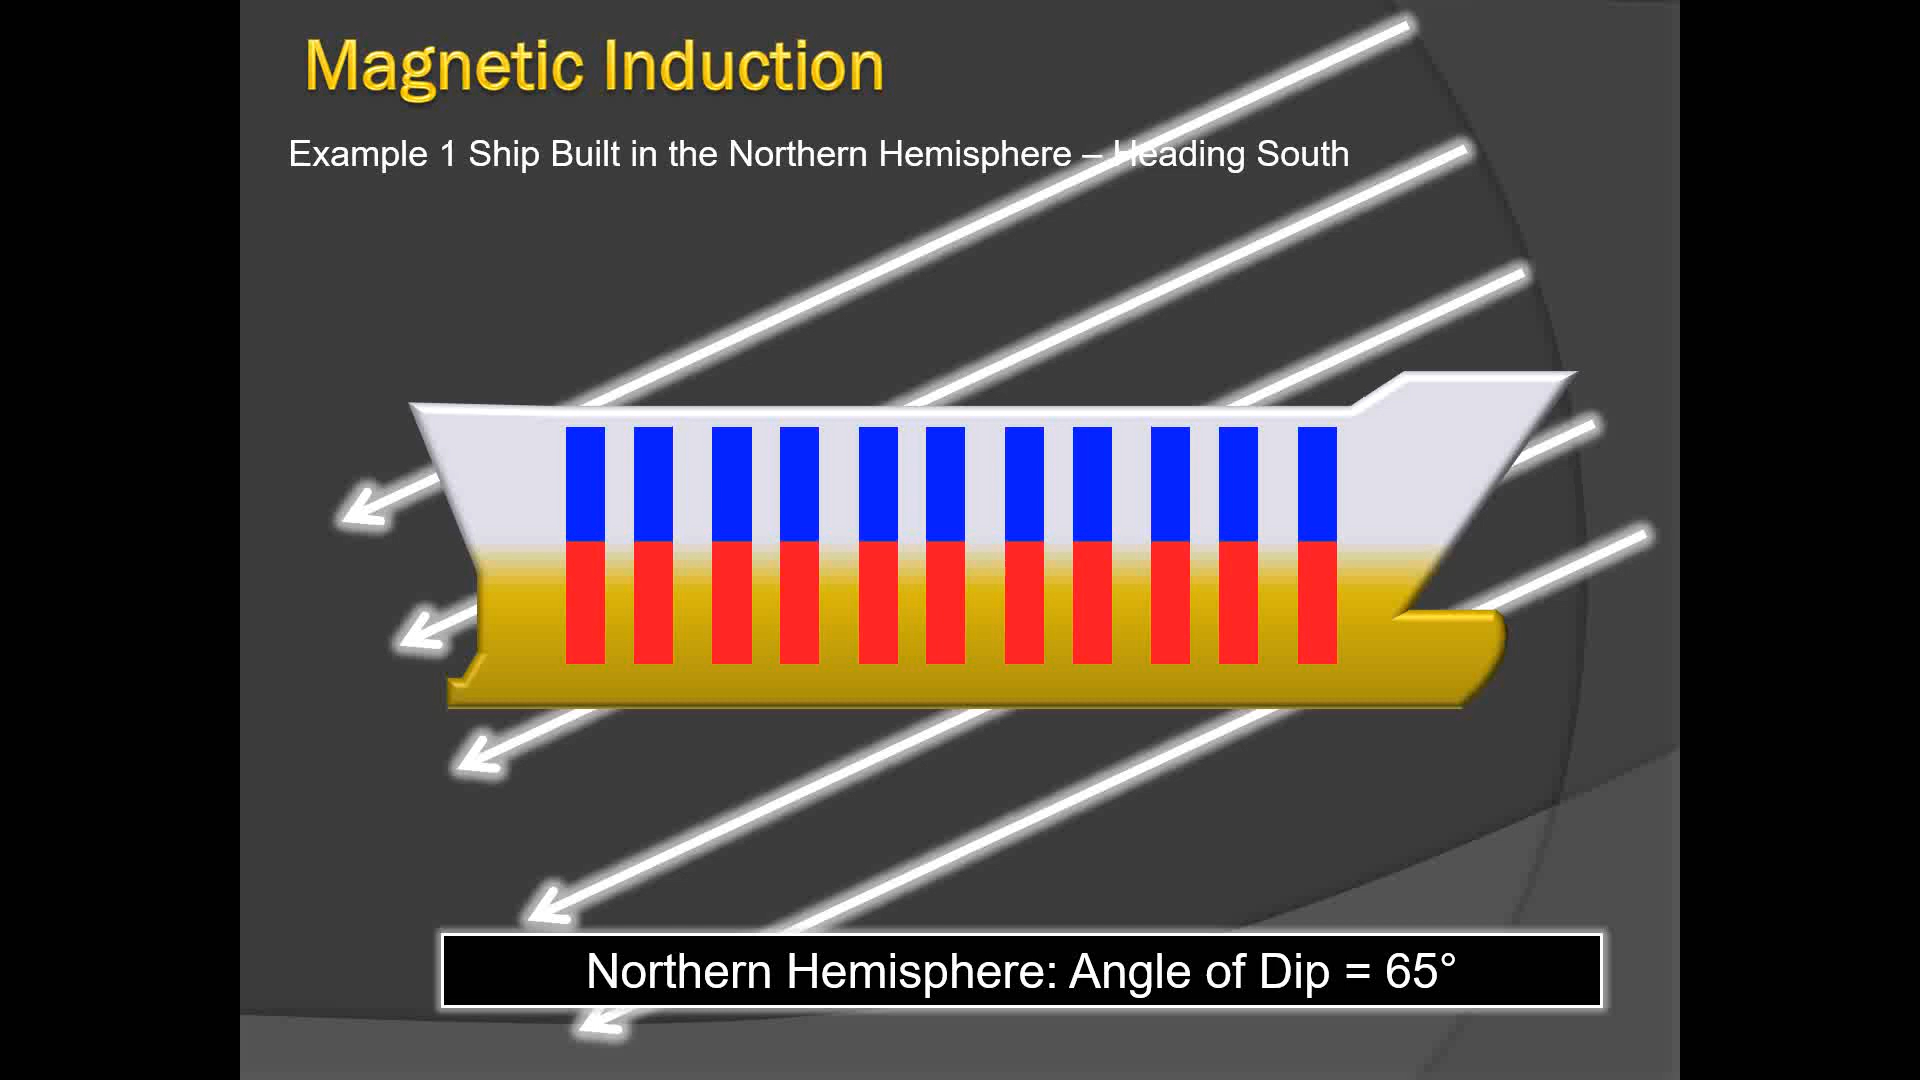 Magnetic Induction
Example 1 Ship Built in the Northern Hemisphere – Heading South
Northern Hemisphere: Angle of Dip = 65°